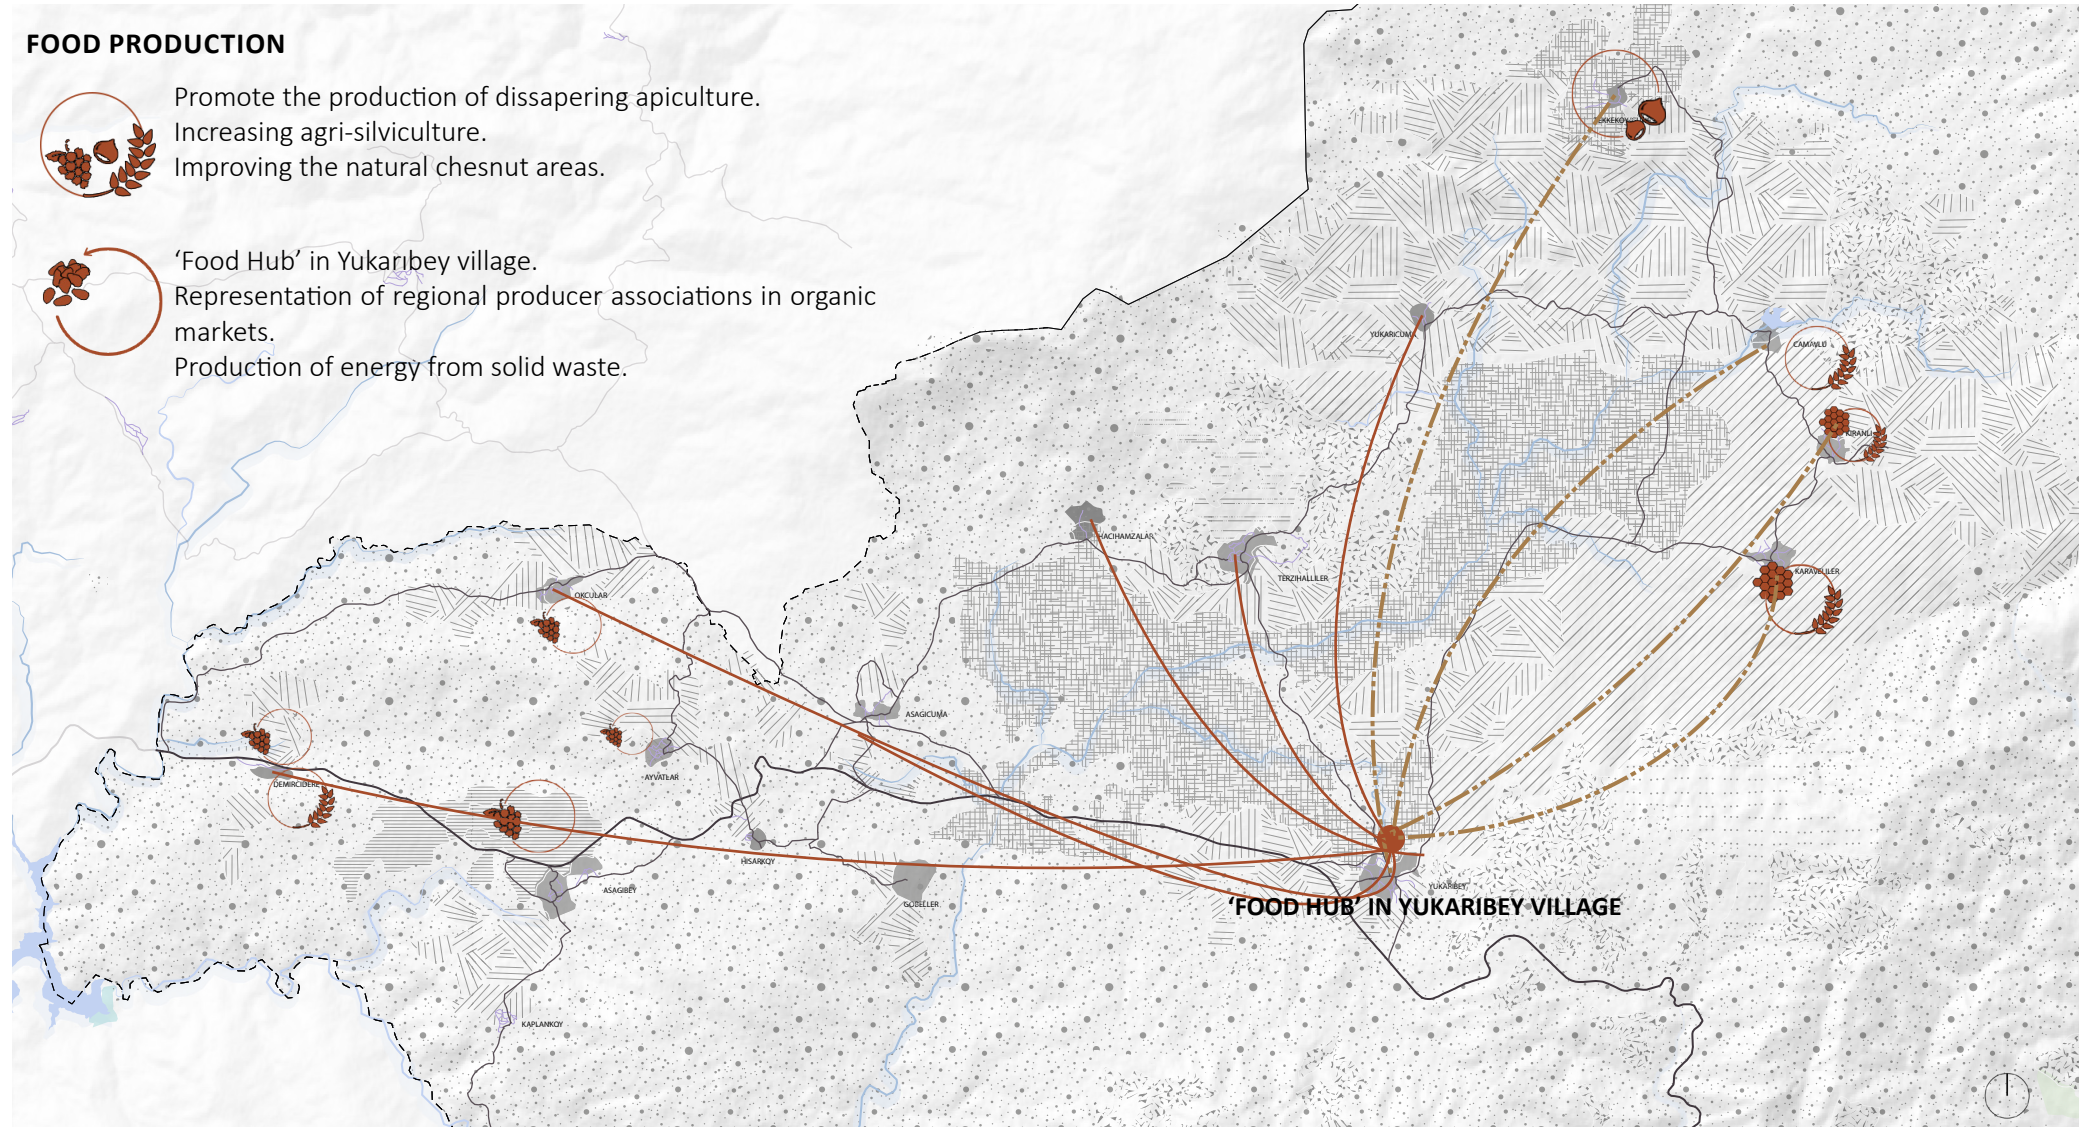 FOOD PRODUCTION
Promote the production of dissapering apiculture.
Increasing agri-silviculture.
Improving the natural chesnut areas.
‘Food Hub’ in Yukarıbey village.
Representation of regional producer associations in organic
markets.
Production of energy from solid waste.
YUKARICUMA
CAMAVLU
KIRANLI
HACIHAMZALAR
TERZIHALLILER
KARAVELILER
OKCULAR
ASAGICUMA
AYVATLAR
DEMIRCIDERE
HISARKOY
ASAGIBEY
GOBELLER
YUKARIBEY
‘FOOD HUB’ IN YUKARIBEY VILLAGE
KAPLANKOY